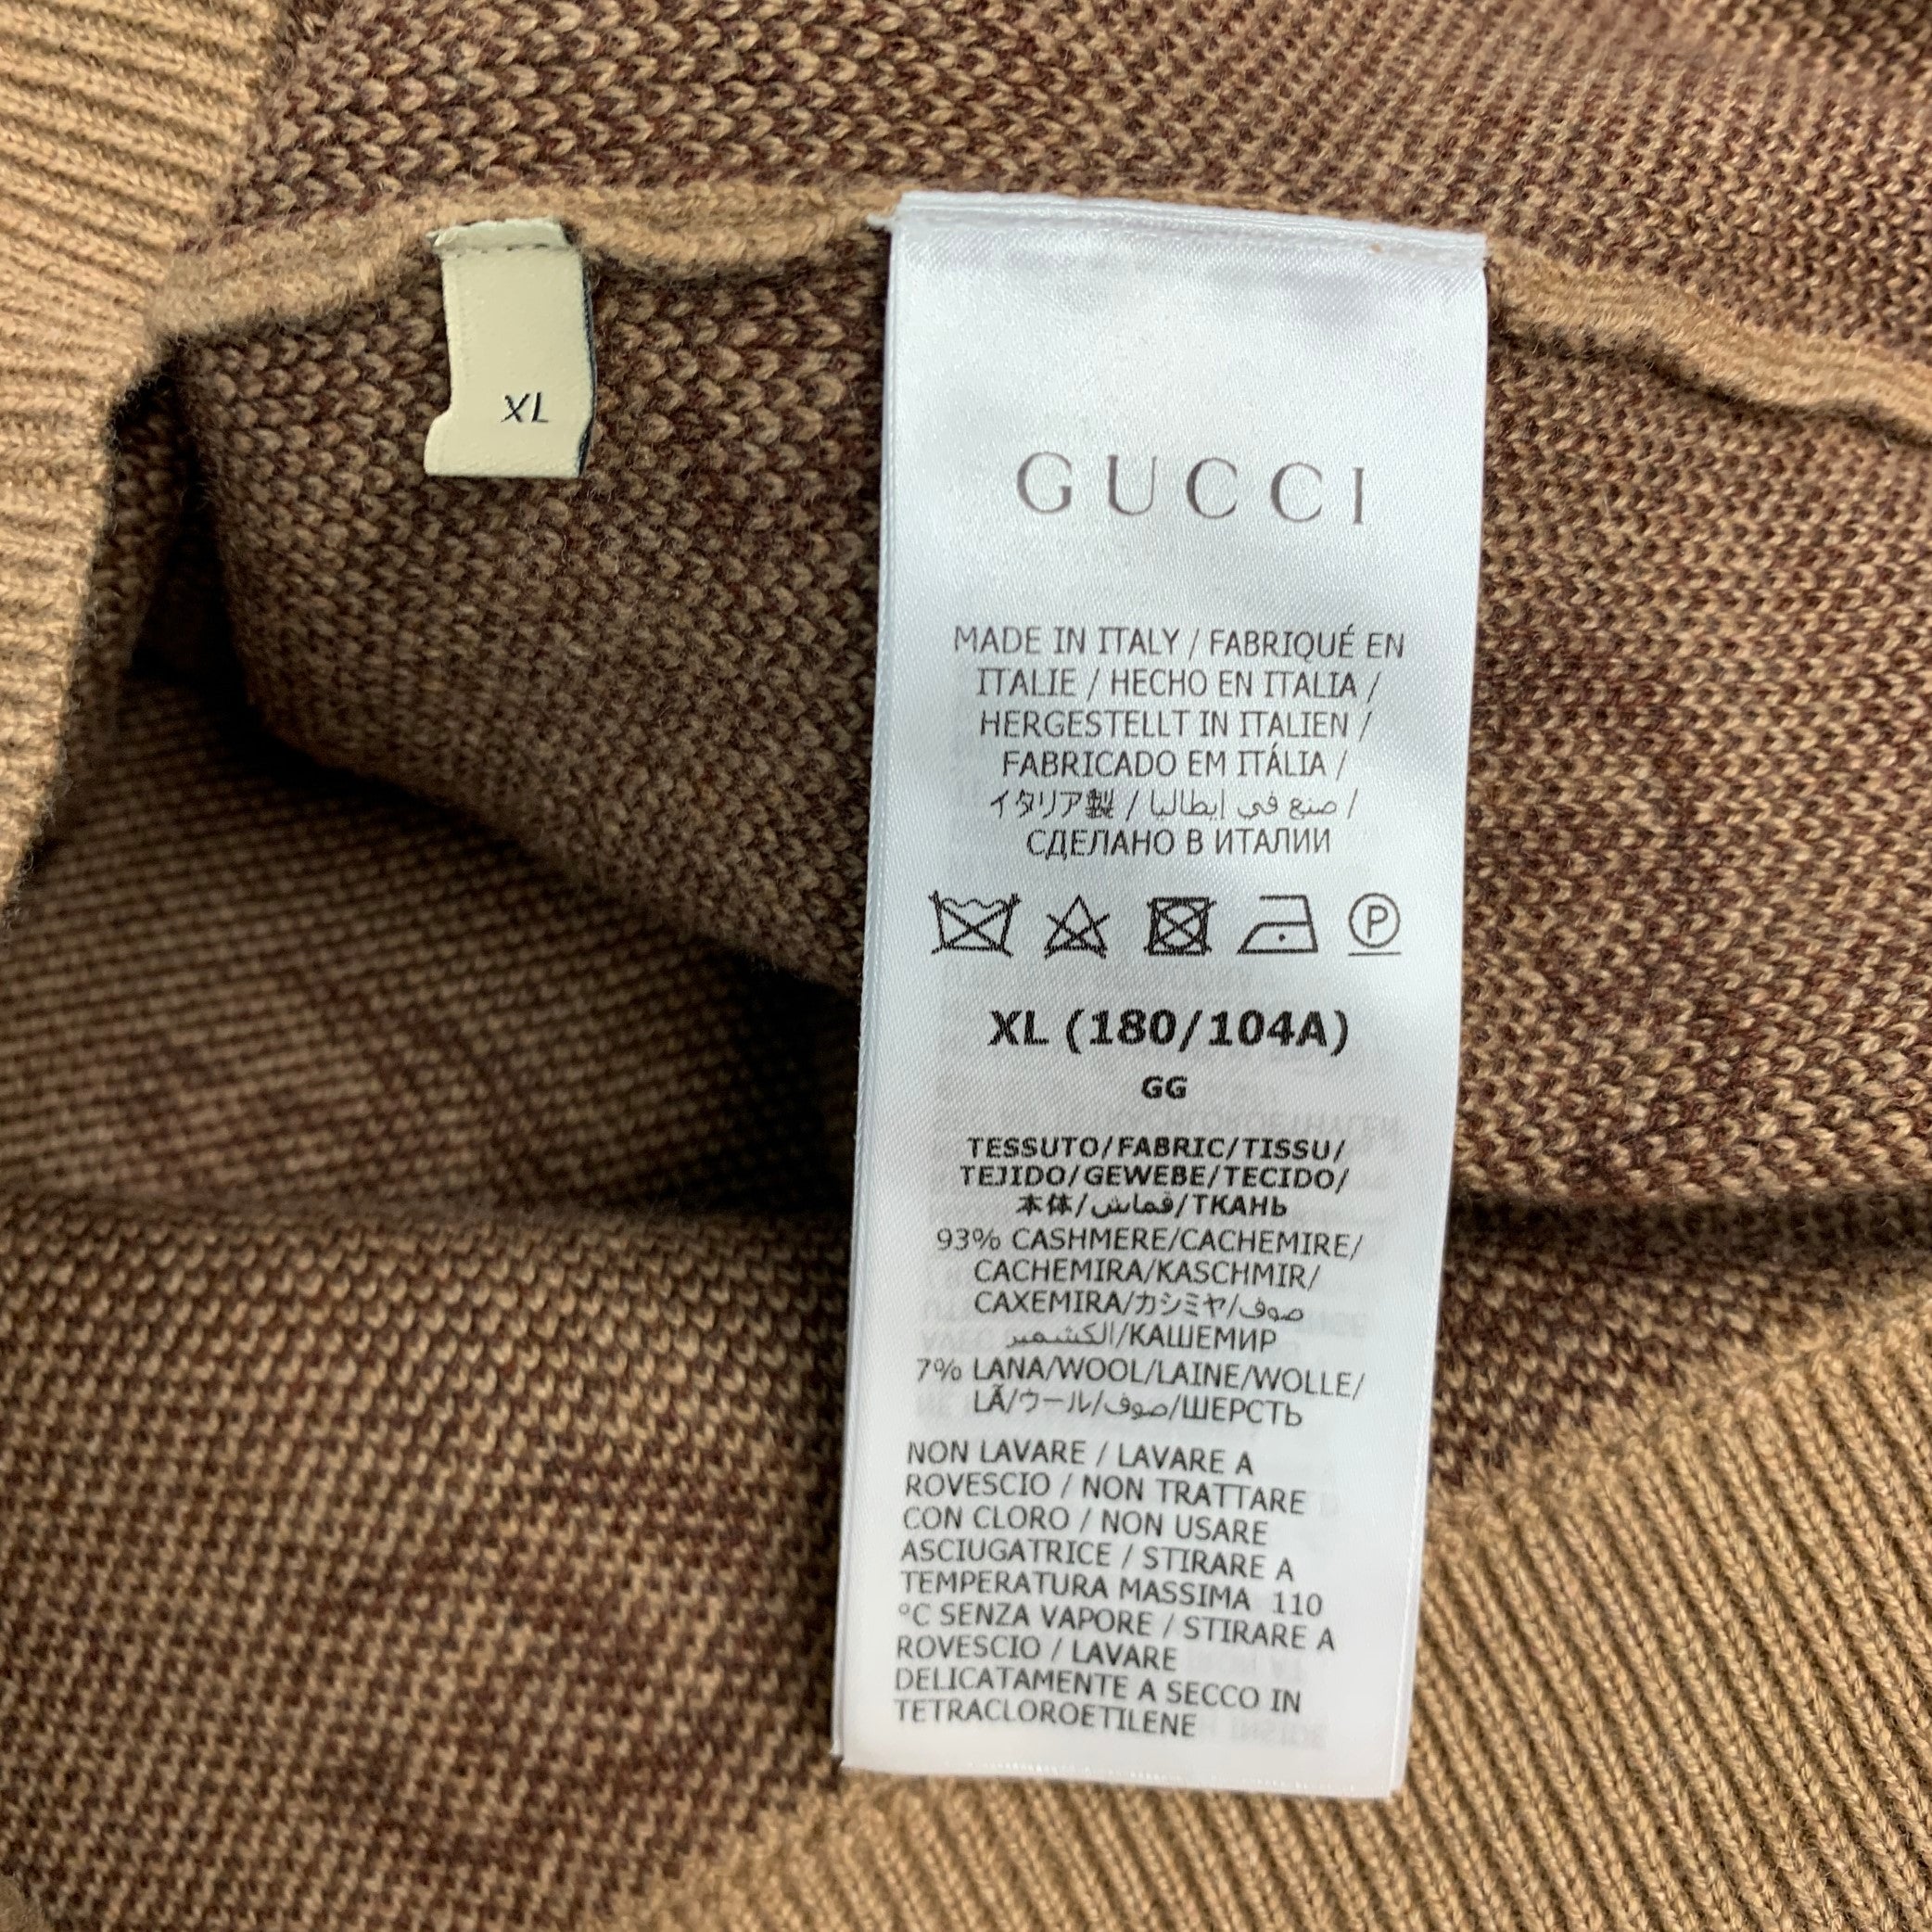 XL
GUCCI
MADE IN ITALY / FABRIQUÉ EN
ITALIE / HECHO EN ITALIA /
HERGESTELLT IN ITALIEN /
FABRICADO EM ITÁLIA /
イタリア製 / صنع في إيطاليا /
СДЕЛАНО В ИТАЛИИ
P
XL (180/104A)
GG
TESSUTO/FABRIC/TISSU/
TEJIDO/GEWEBE/TECIDO/
本体/قماش/ТКАНЬ
93% CASHMERE/CACHEMIRE/
CACHEMIRA/KASCHMIR/
CAXEMIRA/カシミヤ/صوف
الكشمير/КАШЕМИР
7% LANA/WOOL/LAINE/WOLLE/
LÃ/ウール/صوف/ШЕРСТЬ
NON LAVARE / LAVARE A
ROVESCIO / NON TRATTARE
CON CLORO / NON USARE
ASCIUGATRICE / STIRARE A
TEMPERATURA MASSIMA 110
°C SENZA VAPORE / STIRARE A
ROVESCIO / LAVARE
DELICATAMENTE A SECCO IN
TETRACLOROETILENE